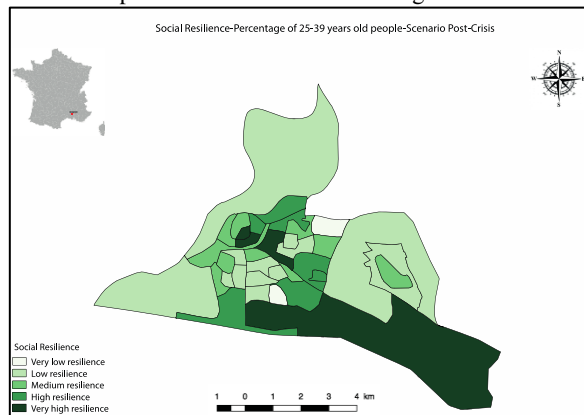 Social Resilience-Percentage of 25-39 years old people-Scenario Post-Crisis
N
W
E
S
Social Resilience
Very low resilience
Low resilience
Medium resilience
High resilience
Very high resilience
1 0 1 2 3 4 km